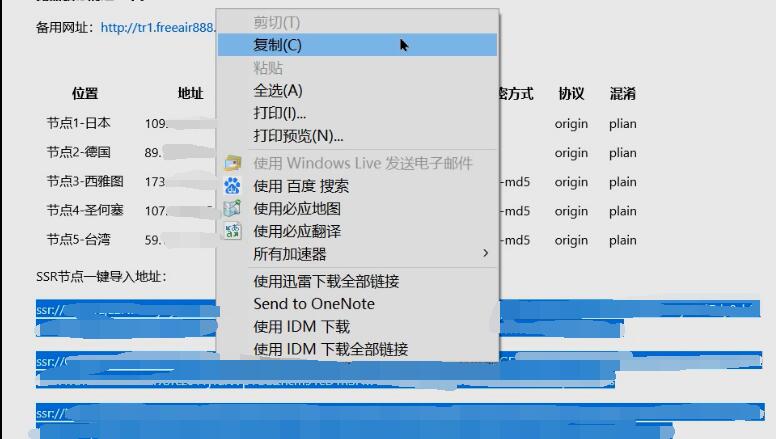 备用网址：http://tr1.freeair888.
剪切(T)
复制(C)
粘贴
全选(A)
打印(I)...
打印预览(N)...
使用 Windows Live 发送电子邮件
使用 百度 搜索
使用必应地图
使用必应翻译
所有加速器
使用迅雷下载全部链接
Send to OneNote
使用 IDM 下载
使用 IDM 下载全部链接
位置 地址 密方式 协议 混淆
节点1-日本 109. origin plian
节点2-德国 89. origin plian
节点3-西雅图 173 -md5 origin plain
节点4-圣何塞 107. -md5 origin plain
节点5-台湾 59. -md5 origin plain
SSR节点一键导入地址：
ssr://
ssr://
ssr://